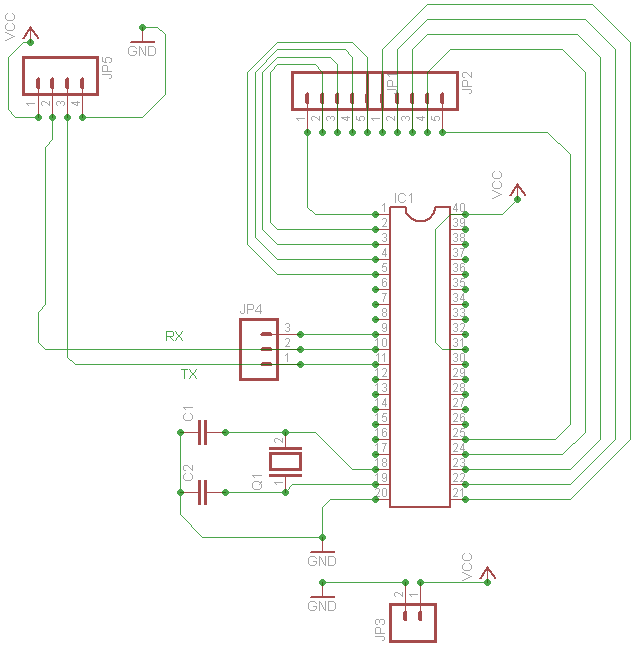 VCC
GND
JP5
1 2 3 4
JP1
JP2
1 2 3 4 5 1 2 3 4 5
VCC
IC1
1 40
2 39
3 38
4 37
5 36
6 35
7 34
8 33
9 32
10 31
11 30
12 29
13 28
14 27
15 26
16 25
17 24
18 23
19 22
20 21
JP4
3
2
1
RX
TX
C1
C2
2
Q1
1
GND
VCC
GND
2 1
JP3